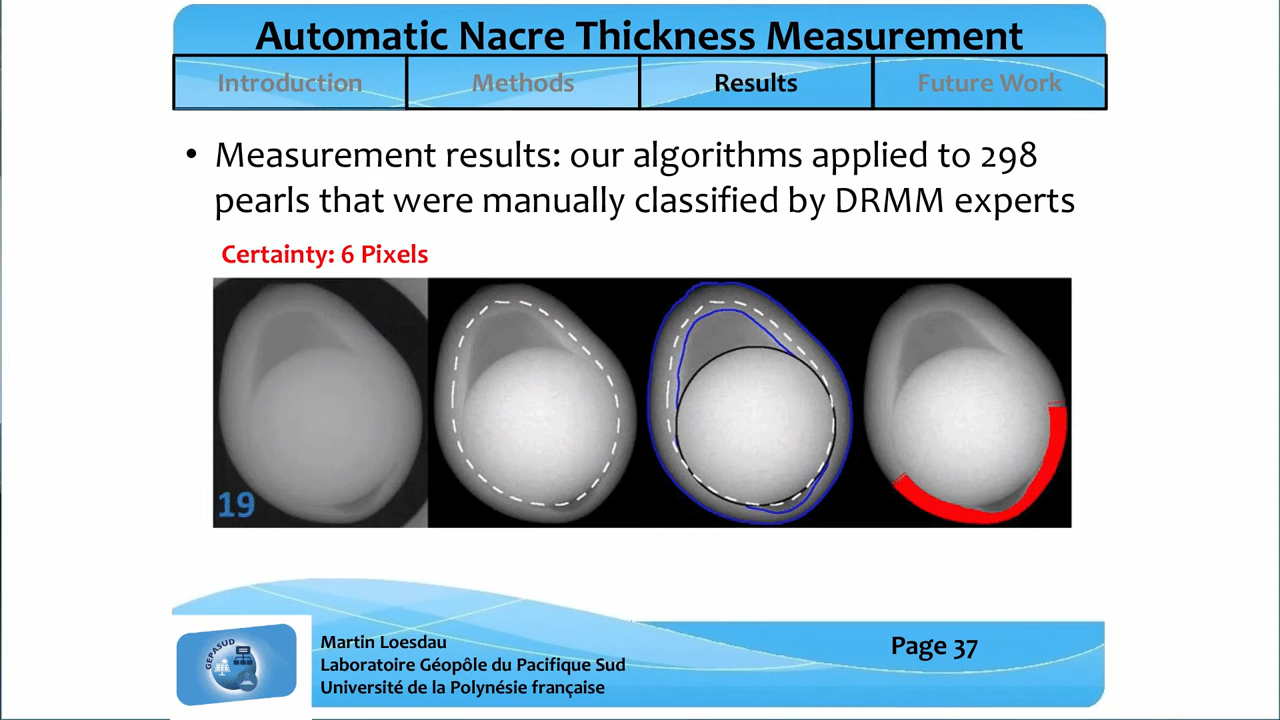 Automatic Nacre Thickness Measurement
Introduction
Methods
Results
Future Work
• Measurement results: our algorithms applied to 298
pearls that were manually classified by DRMM experts
Certainty: 6 Pixels
19
GEPASUD
Martin Loesdau
Laboratoire Géopôle du Pacifique Sud
Université de la Polynésie française
Page 37